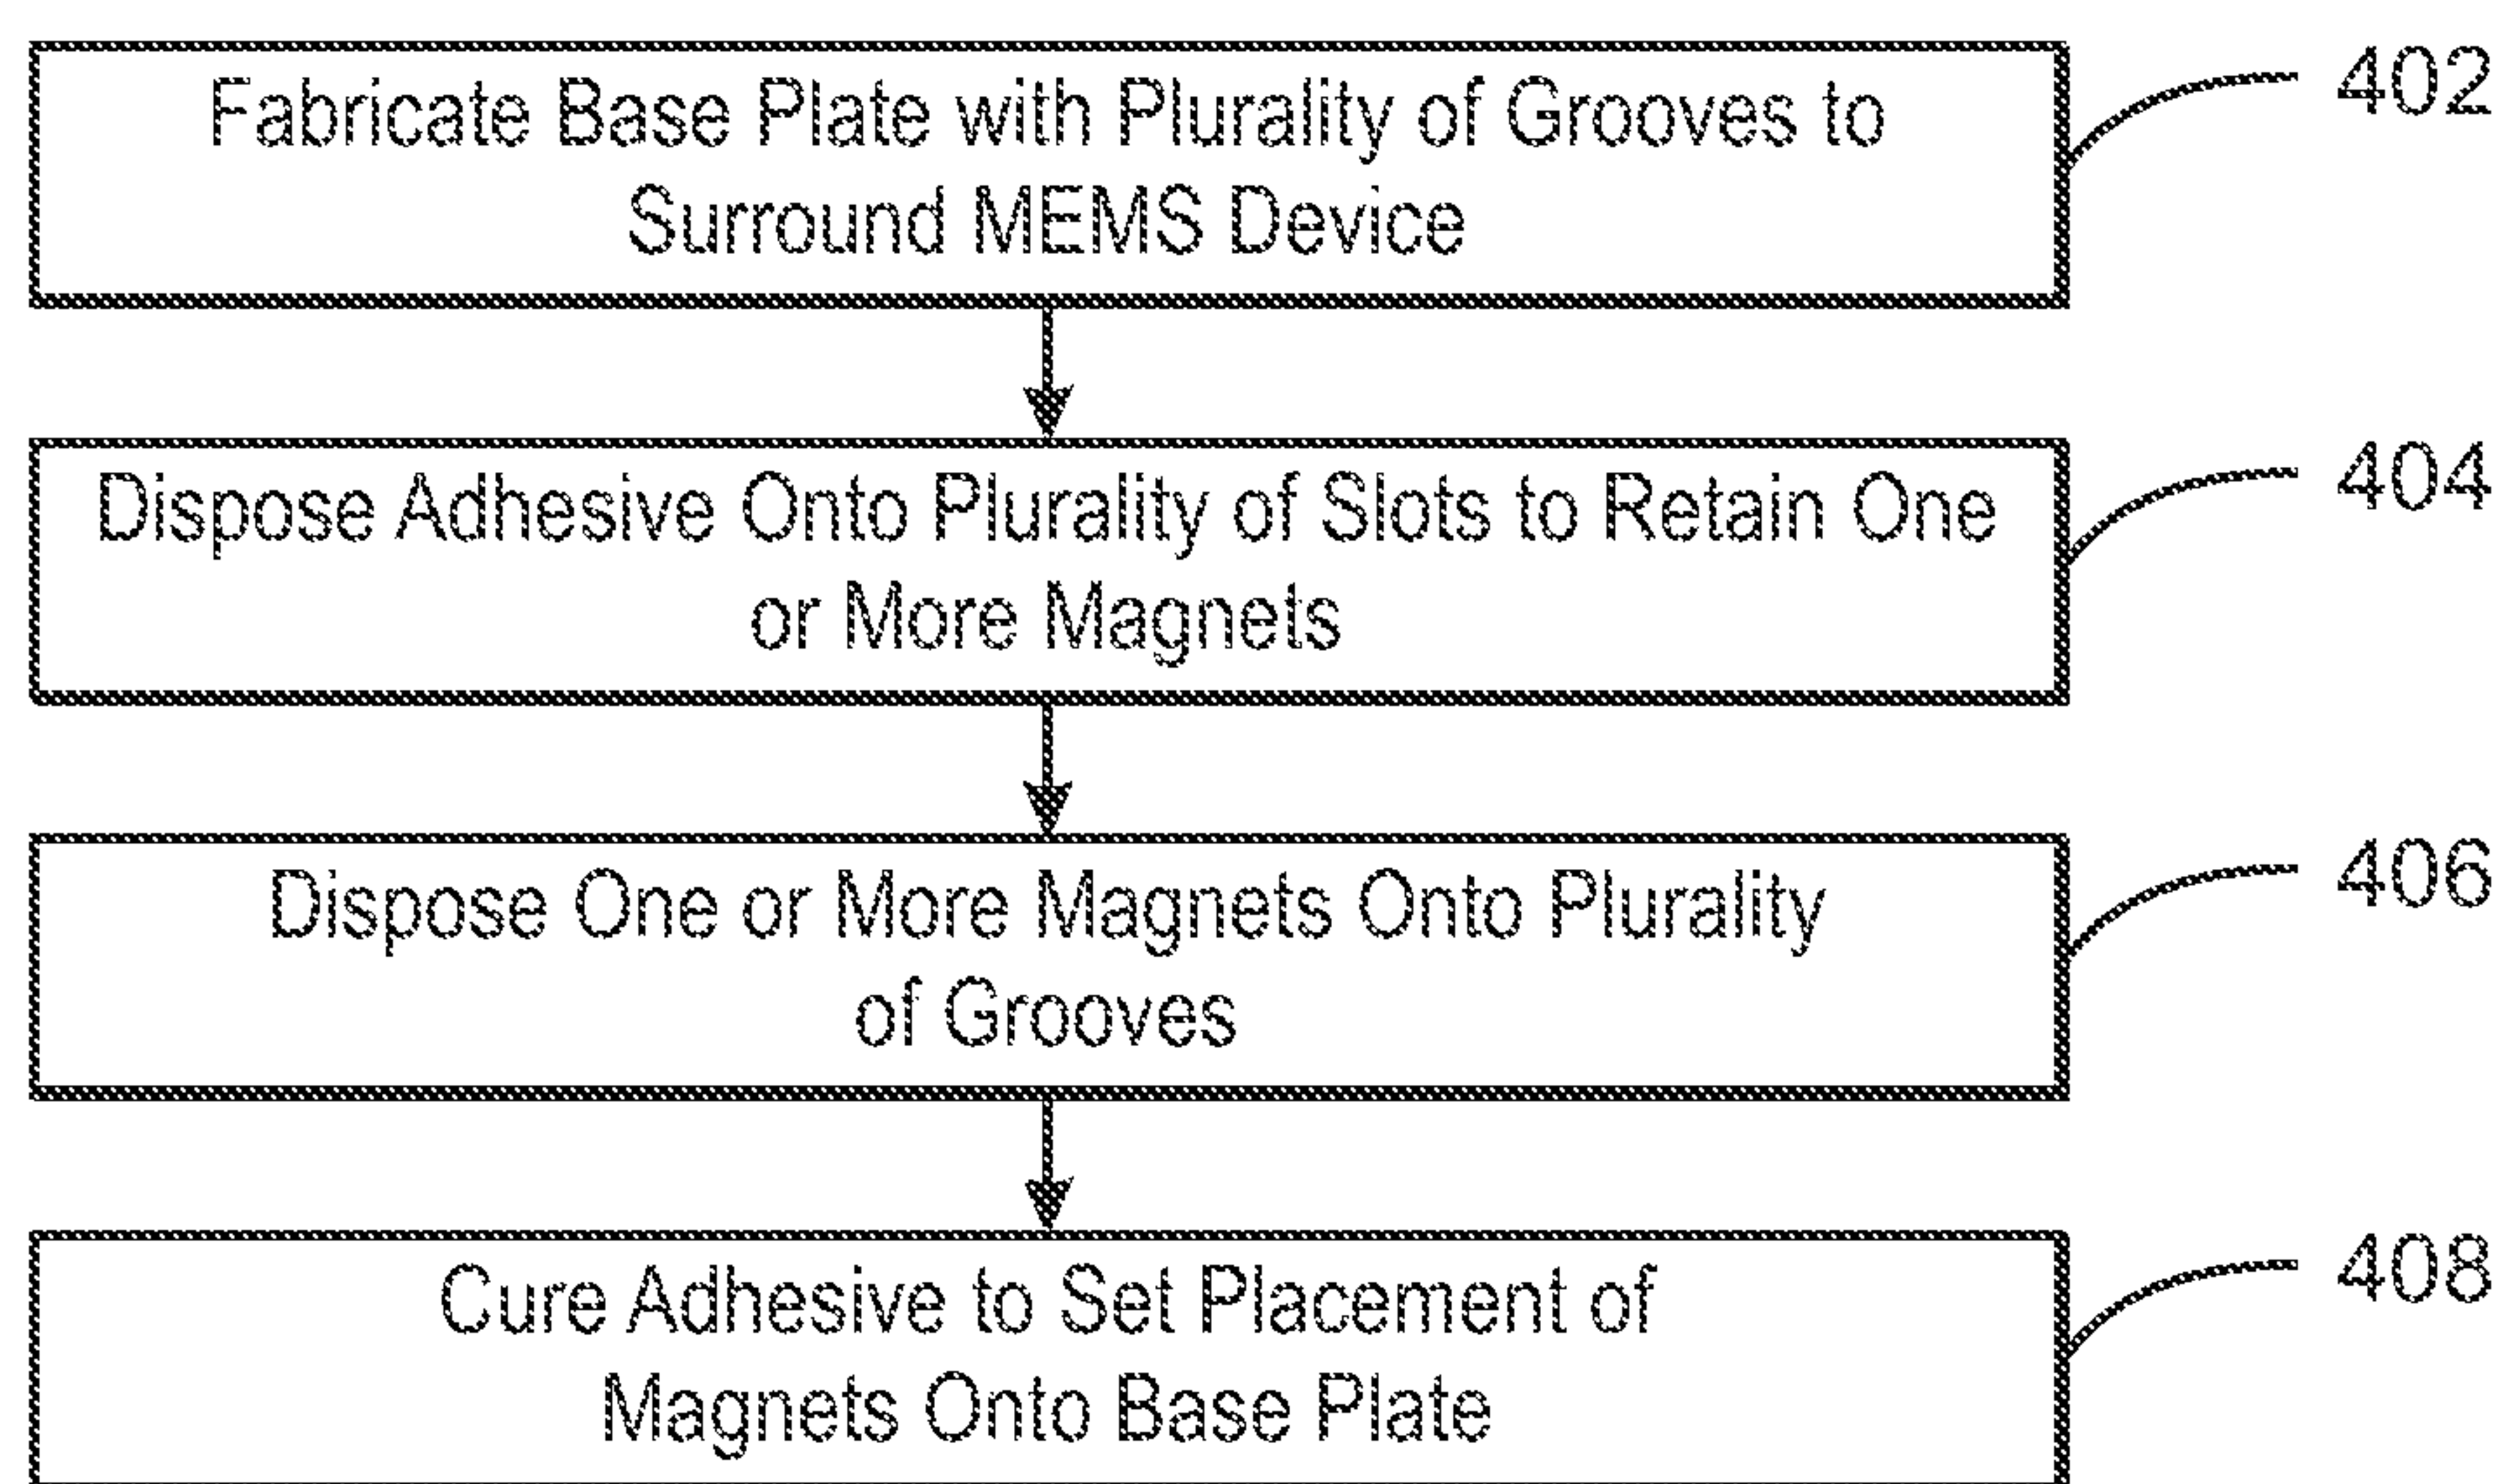 Fabricate Base Plate with Plurality of Grooves to
Surround MEMS Device
402
Dispose Adhesive Onto Plurality of Slots to Retain One
or More Magnets
404
Dispose One or More Magnets Onto Plurality
of Grooves
406
Cure Adhesive to Set Placement of
Magnets Onto Base Plate
408